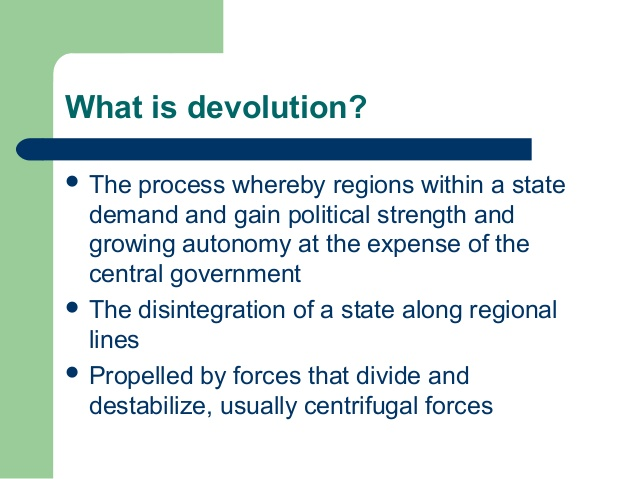 What is devolution?
The process whereby regions within a state
demand and gain political strength and
growing autonomy at the expense of the
central government
The disintegration of a state along regional
lines
Propelled by forces that divide and
destabilize, usually centrifugal forces